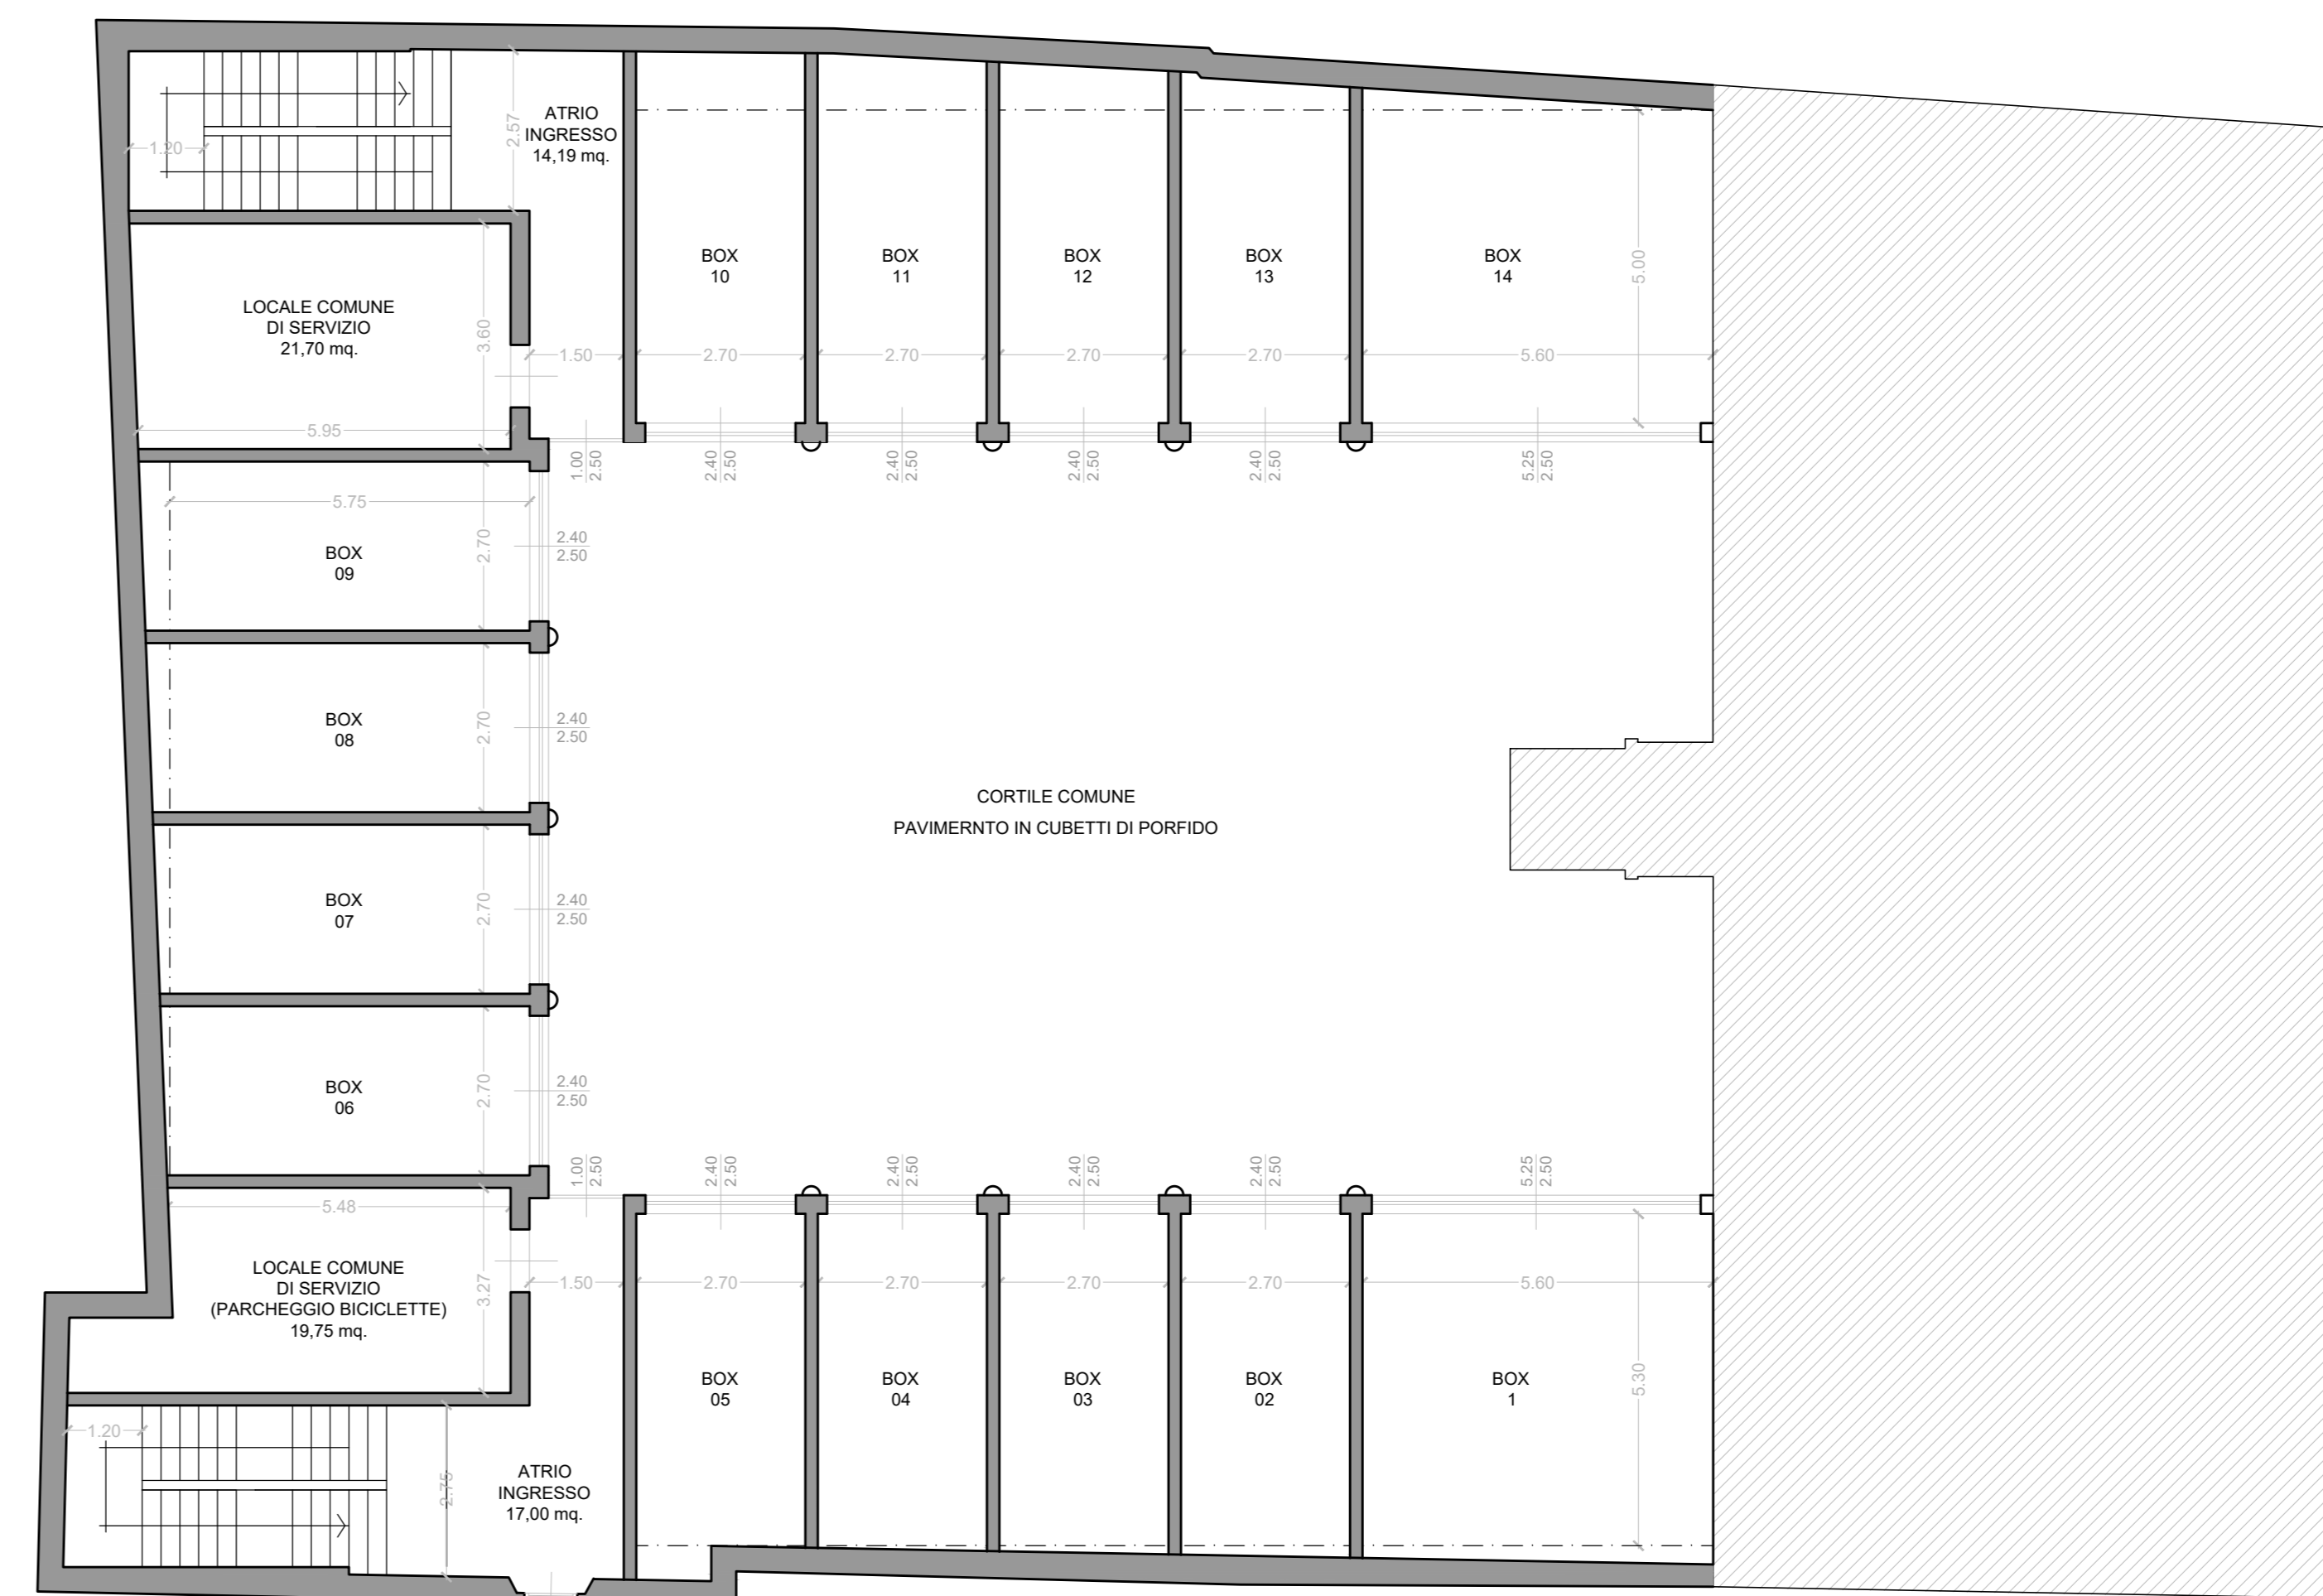 ATRIO
INGRESSO
14,19 mq.
2.57
1.20
BOX
10
BOX
11
BOX
12
BOX
13
BOX
14
5.00
LOCALE COMUNE
DI SERVIZIO
21,70 mq.
3.60
1.50
2.70
2.70
2.70
2.70
5.60
5.95
1.00
2.50
2.40
2.50
2.40
2.50
2.40
2.50
2.40
2.50
5.25
2.50
5.75
BOX
09
2.70
2.40
2.50
BOX
08
2.70
2.40
2.50
CORTILE COMUNE
PAVIMERNTO IN CUBETTI DI PORFIDO
BOX
07
2.70
2.40
2.50
BOX
06
2.70
2.40
2.50
1.00
2.50
2.40
2.50
2.40
2.50
2.40
2.50
2.40
2.50
5.25
2.50
5.48
LOCALE COMUNE
DI SERVIZIO
(PARCHEGGIO BICICLETTE)
19,75 mq.
3.27
1.50
2.70
2.70
2.70
2.70
5.60
BOX
05
BOX
04
BOX
03
BOX
02
BOX
1
5.30
1.20
2.75
ATRIO
INGRESSO
17,00 mq.